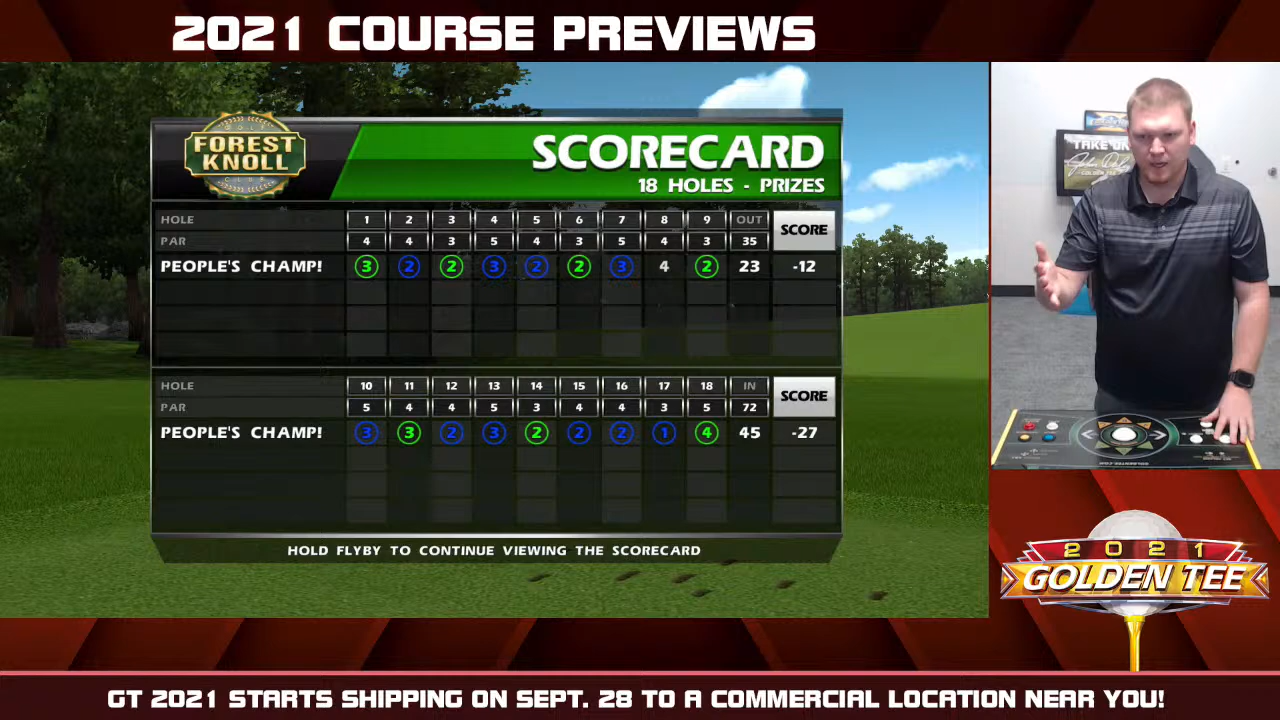 2021 COURSE PREVIEWS
GOLF
FOREST
KNOLL
CLUB
SCORECARD
18 HOLES - PRIZES
HOLE 1 2 3 4 5 6 7 8 9 OUT SCORE
PAR 4 4 3 5 4 3 5 4 3 35
PEOPLE'S CHAMP! 3 2 2 3 2 2 3 4 2 23 -12
HOLE 10 11 12 13 14 15 16 17 18 IN SCORE
PAR 5 4 4 5 3 4 4 3 5 72
PEOPLE'S CHAMP! 3 3 2 3 2 2 2 1 4 45 -27
HOLD FLYBY TO CONTINUE VIEWING THE SCORECARD
TAKE ON
2021
GOLDEN TEE
GT 2021 STARTS SHIPPING ON SEPT. 28 TO A COMMERCIAL LOCATION NEAR YOU!